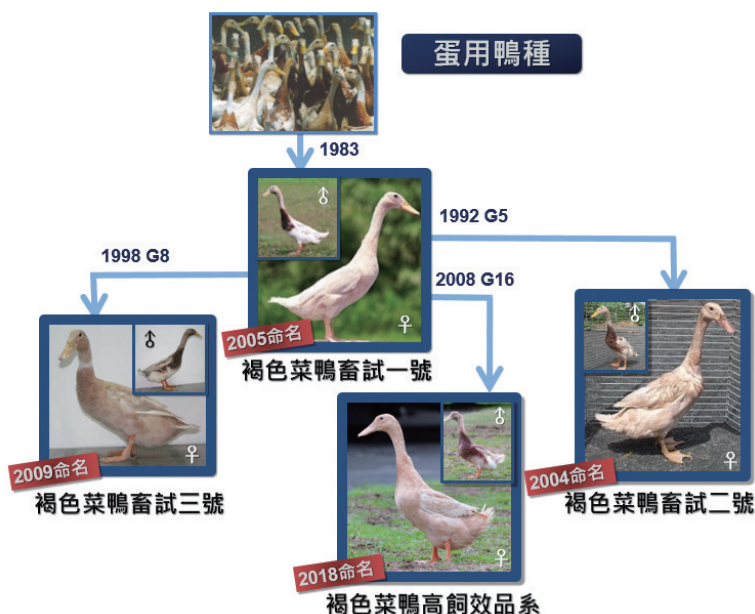 蛋用鴨種
1983
1992 G5
1998 G8
2008 G16
♂
♀
2005命名
褐色菜鴨畜試一號
♂
♀
2009命名
褐色菜鴨畜試三號
♂
♀
2004命名
褐色菜鴨畜試二號
♂
♀
2018命名
褐色菜鴨高飼效品系